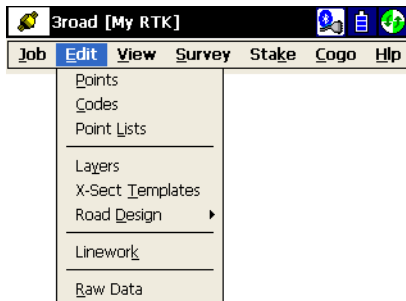 3road [My RTK]
Job Edit View Survey Stake Cogo Hlp
Points
Codes
Point Lists
Layers
X-Sect Templates
Road Design
Linework
Raw Data